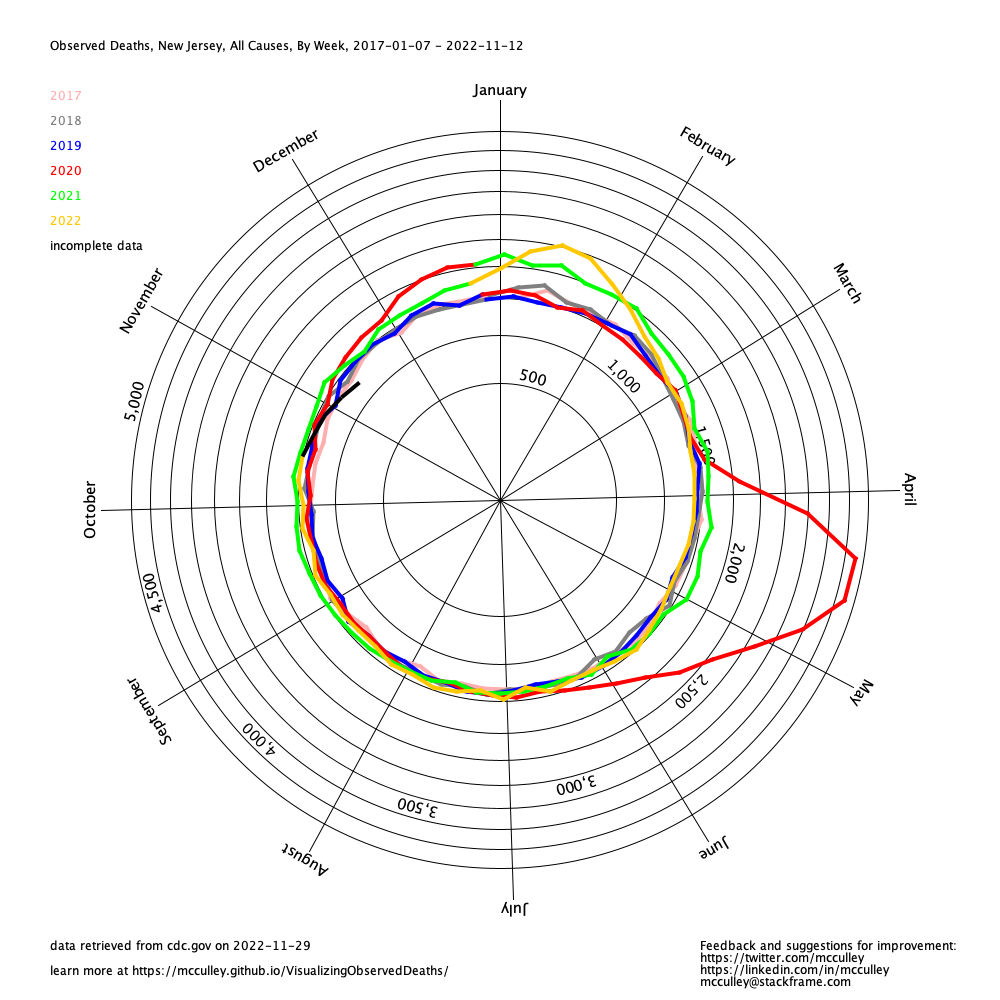 Observed Deaths, New Jersey, All Causes, By Week, 2017-01-07 - 2022-11-12
2017
2018
2019
2020
2021
2022
incomplete data
January
February
March
April
May
June
July
August
September
October
November
December
500
1,000
1,500
2,000
2,500
3,000
3,500
4,000
4,500
5,000
data retrieved from cdc.gov on 2022-11-29
learn more at https://mcculley.github.io/VisualizingObservedDeaths/
Feedback and suggestions for improvement:
https://twitter.com/mcculley
https://linkedin.com/in/mcculley
mcculley@stackframe.com